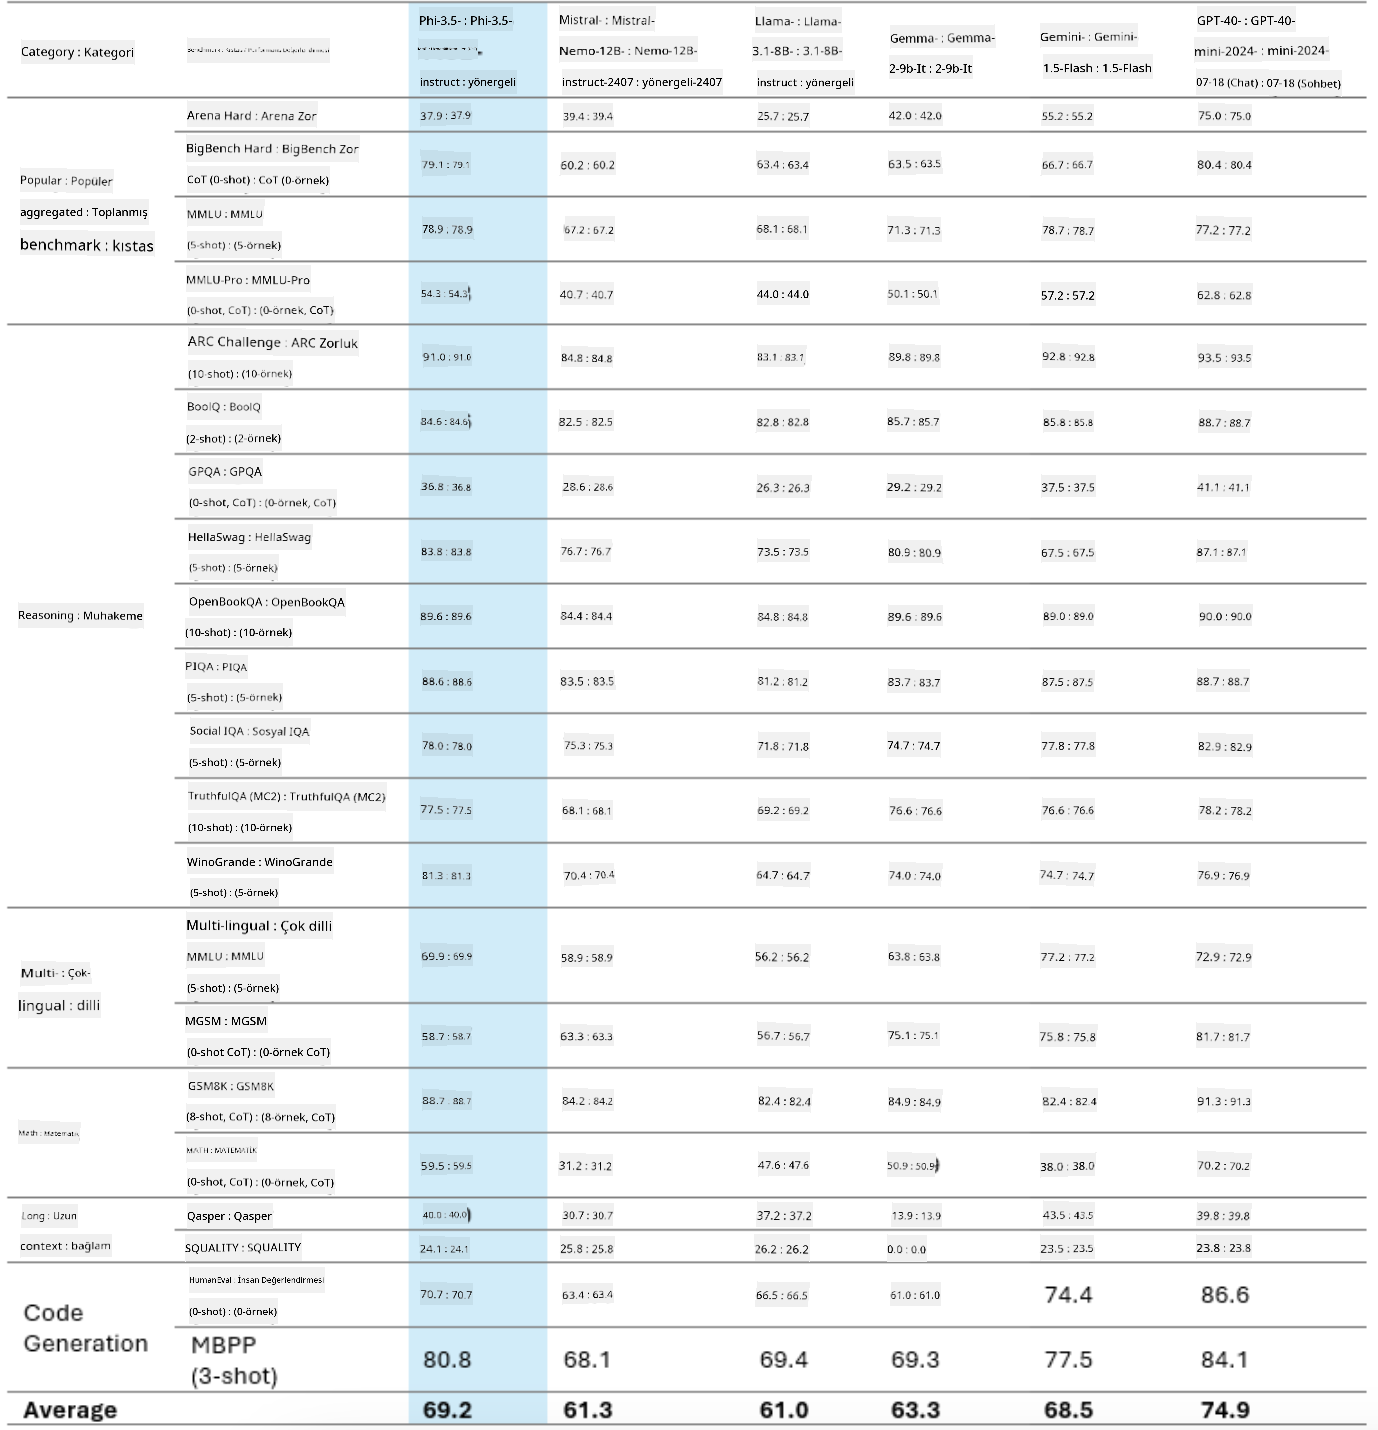 Category : Kategori
Phi-3.5- : Phi-3.5-
instruct : yönergeli
Mistral- : Mistral-
Nemo-12B- : Nemo-12B-
instruct-2407 : yönergeli-2407
Llama- : Llama-
3.1-8B- : 3.1-8B-
instruct : yönergeli
Gemma- : Gemma-
2-9b-It : 2-9b-It
Gemini- : Gemini-
1.5-Flash : 1.5-Flash
GPT-40- : GPT-40-
mini-2024- : mini-2024-
07-18 (Chat) : 07-18 (Sohbet)
Popular : Popüler
aggregated : Toplanmış
benchmark : kıstas
Arena Hard : Arena Zor
37.9 : 37.9
39.4 : 39.4
25.7 : 25.7
42.0 : 42.0
55.2 : 55.2
75.0 : 75.0
BigBench Hard : BigBench Zor
CoT (0-shot) : CoT (0-örnek)
79.1 : 79.1
60.2 : 60.2
63.4 : 63.4
63.5 : 63.5
66.7 : 66.7
80.4 : 80.4
MMLU : MMLU
(5-shot) : (5-örnek)
78.9 : 78.9
67.2 : 67.2
68.1 : 68.1
71.3 : 71.3
78.7 : 78.7
77.2 : 77.2
MMLU-Pro : MMLU-Pro
(0-shot, CoT) : (0-örnek, CoT)
54.3 : 54.3
40.7 : 40.7
44.0 : 44.0
50.1 : 50.1
57.2 : 57.2
62.8 : 62.8
Reasoning : Muhakeme
ARC Challenge : ARC Zorluk
(10-shot) : (10-örnek)
91.0 : 91.0
84.8 : 84.8
83.1 : 83.1
89.8 : 89.8
92.8 : 92.8
93.5 : 93.5
BoolQ : BoolQ
(2-shot) : (2-örnek)
84.6 : 84.6
82.5 : 82.5
82.8 : 82.8
85.7 : 85.7
85.8 : 85.8
88.7 : 88.7
GPQA : GPQA
(0-shot, CoT) : (0-örnek, CoT)
36.8 : 36.8
28.6 : 28.6
26.3 : 26.3
29.2 : 29.2
37.5 : 37.5
41.1 : 41.1
HellaSwag : HellaSwag
(5-shot) : (5-örnek)
83.8 : 83.8
76.7 : 76.7
73.5 : 73.5
80.9 : 80.9
67.5 : 67.5
87.1 : 87.1
OpenBookQA : OpenBookQA
(10-shot) : (10-örnek)
89.6 : 89.6
84.4 : 84.4
84.8 : 84.8
89.6 : 89.6
89.0 : 89.0
90.0 : 90.0
PIQA : PIQA
(5-shot) : (5-örnek)
88.6 : 88.6
83.5 : 83.5
81.2 : 81.2
83.7 : 83.7
87.5 : 87.5
88.7 : 88.7
Social IQA : Sosyal IQA
(5-shot) : (5-örnek)
78.0 : 78.0
75.3 : 75.3
71.8 : 71.8
74.7 : 74.7
77.8 : 77.8
82.9 : 82.9
TruthfulQA (MC2) : TruthfulQA (MC2)
(10-shot) : (10-örnek)
77.5 : 77.5
68.1 : 68.1
69.2 : 69.2
76.6 : 76.6
76.6 : 76.6
78.2 : 78.2
WinoGrande : WinoGrande
(5-shot) : (5-örnek)
81.3 : 81.3
70.4 : 70.4
64.7 : 64.7
74.0 : 74.0
74.7 : 74.7
76.9 : 76.9
Multi- : Çok-
lingual : dilli
Multi-lingual : Çok dilli
MMLU : MMLU
(5-shot) : (5-örnek)
69.9 : 69.9
58.9 : 58.9
56.2 : 56.2
63.8 : 63.8
77.2 : 77.2
72.9 : 72.9
MGSM : MGSM
(0-shot CoT) : (0-örnek CoT)
58.7 : 58.7
63.3 : 63.3
56.7 : 56.7
75.1 : 75.1
75.8 : 75.8
81.7 : 81.7
Math : Matematik
GSM8K : GSM8K
(8-shot, CoT) : (8-örnek, CoT)
88.7 : 88.7
84.2 : 84.2
82.4 : 82.4
84.9 : 84.9
82.4 : 82.4
91.3 : 91.3
MATH : MATEMATİK
(0-shot, CoT) : (0-örnek, CoT)
59.5 : 59.5
31.2 : 31.2
47.6 : 47.6
50.9 : 50.9
38.0 : 38.0
70.2 : 70.2
Long : Uzun
context : bağlam
Qasper : Qasper
40.0 : 40.0
30.7 : 30.7
37.2 : 37.2
13.9 : 13.9
43.5 : 43.5
39.8 : 39.8
SQUALITY : SQUALITY
24.1 : 24.1
25.8 : 25.8
26.2 : 26.2
0.0 : 0.0
23.5 : 23.5
23.8 : 23.8
Code
Generation
HumanEval : İnsan Değerlendirmesi
(0-shot) : (0-örnek)
70.7 : 70.7
63.4 : 63.4
66.5 : 66.5
61.0 : 61.0
74.4
86.6
MBPP
(3-shot)
80.8
68.1
69.4
69.3
77.5
84.1
Average
69.2
61.3
61.0
63.3
68.5
74.9